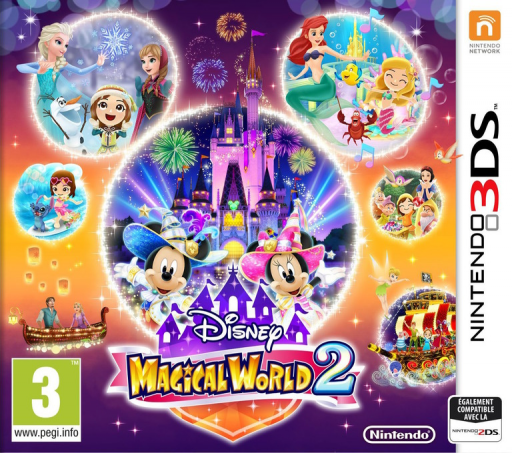 NINTENDO
NETWORK
NINTENDO 3DS
Disney
MAGICAL WORLD 2
3
™
www.pegi.info
Nintendo
ÉGALEMENT
COMPATIBLE
AVEC LA
NINTENDO 2DS